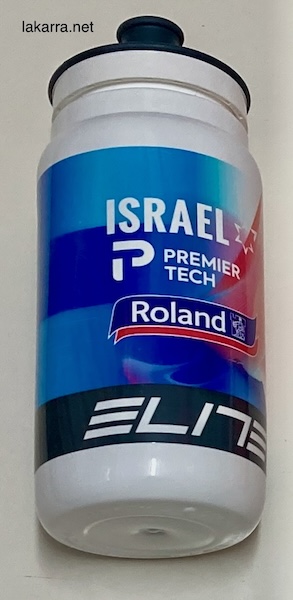 lakarra.net
ISRAEL
P PREMIER
TECH
Roland
ELITE